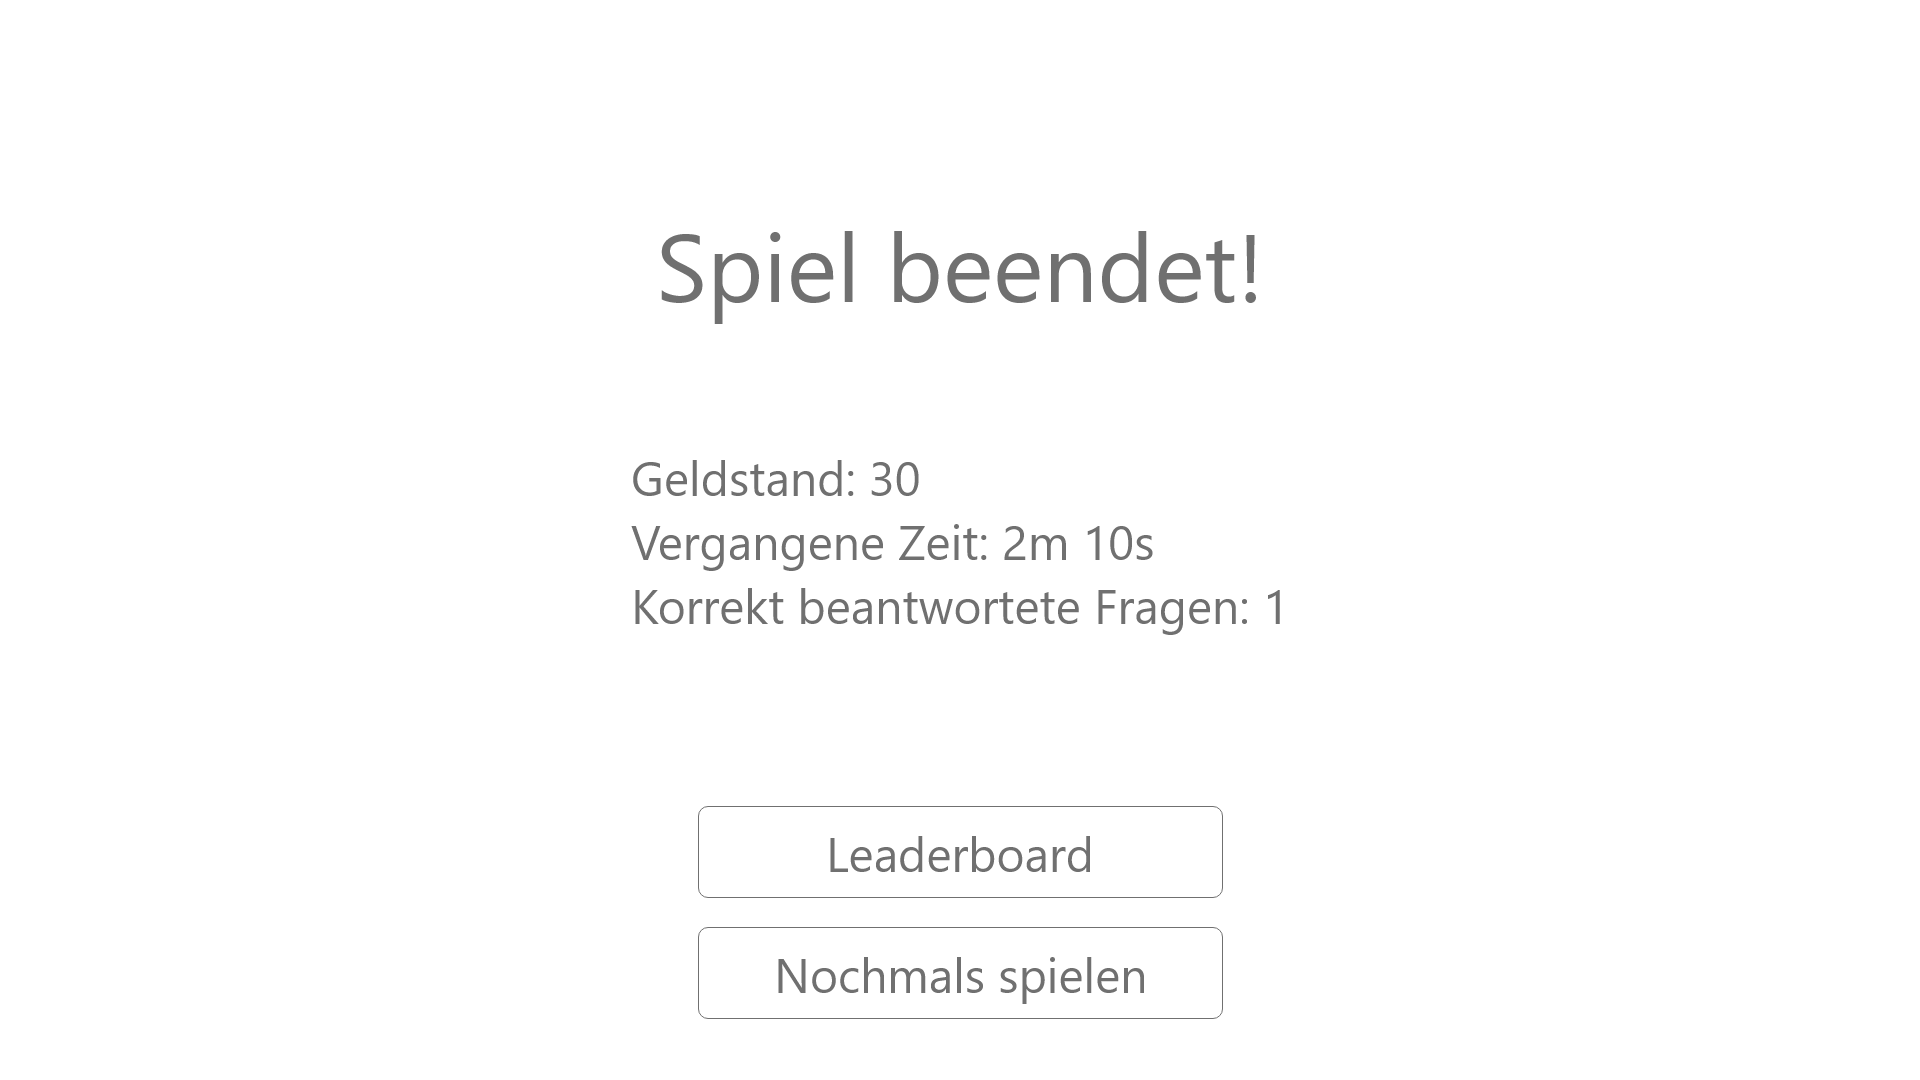 Spiel beendet!
Geldstand: 30
Vergangene Zeit: 2m 10s
Korrekt beantwortete Fragen: 1
Leaderboard
Nochmals spielen